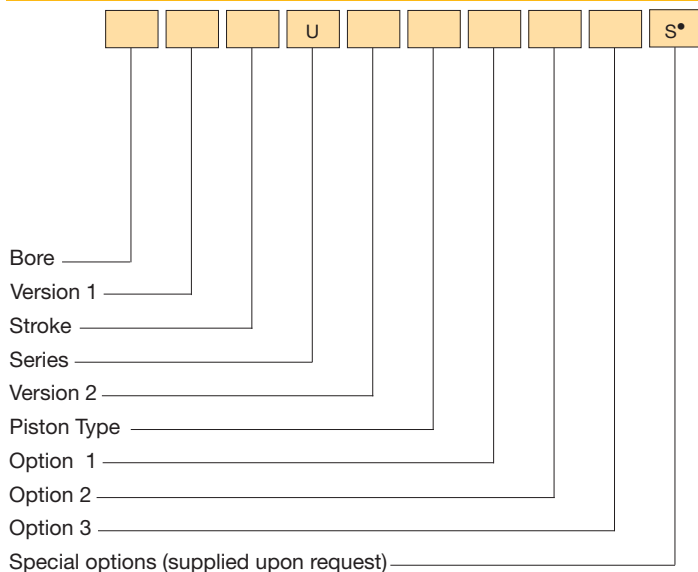 U S•
Bore
Version 1
Stroke
Series
Version 2
Piston Type
Option 1
Option 2
Option 3
Special options (supplied upon request)